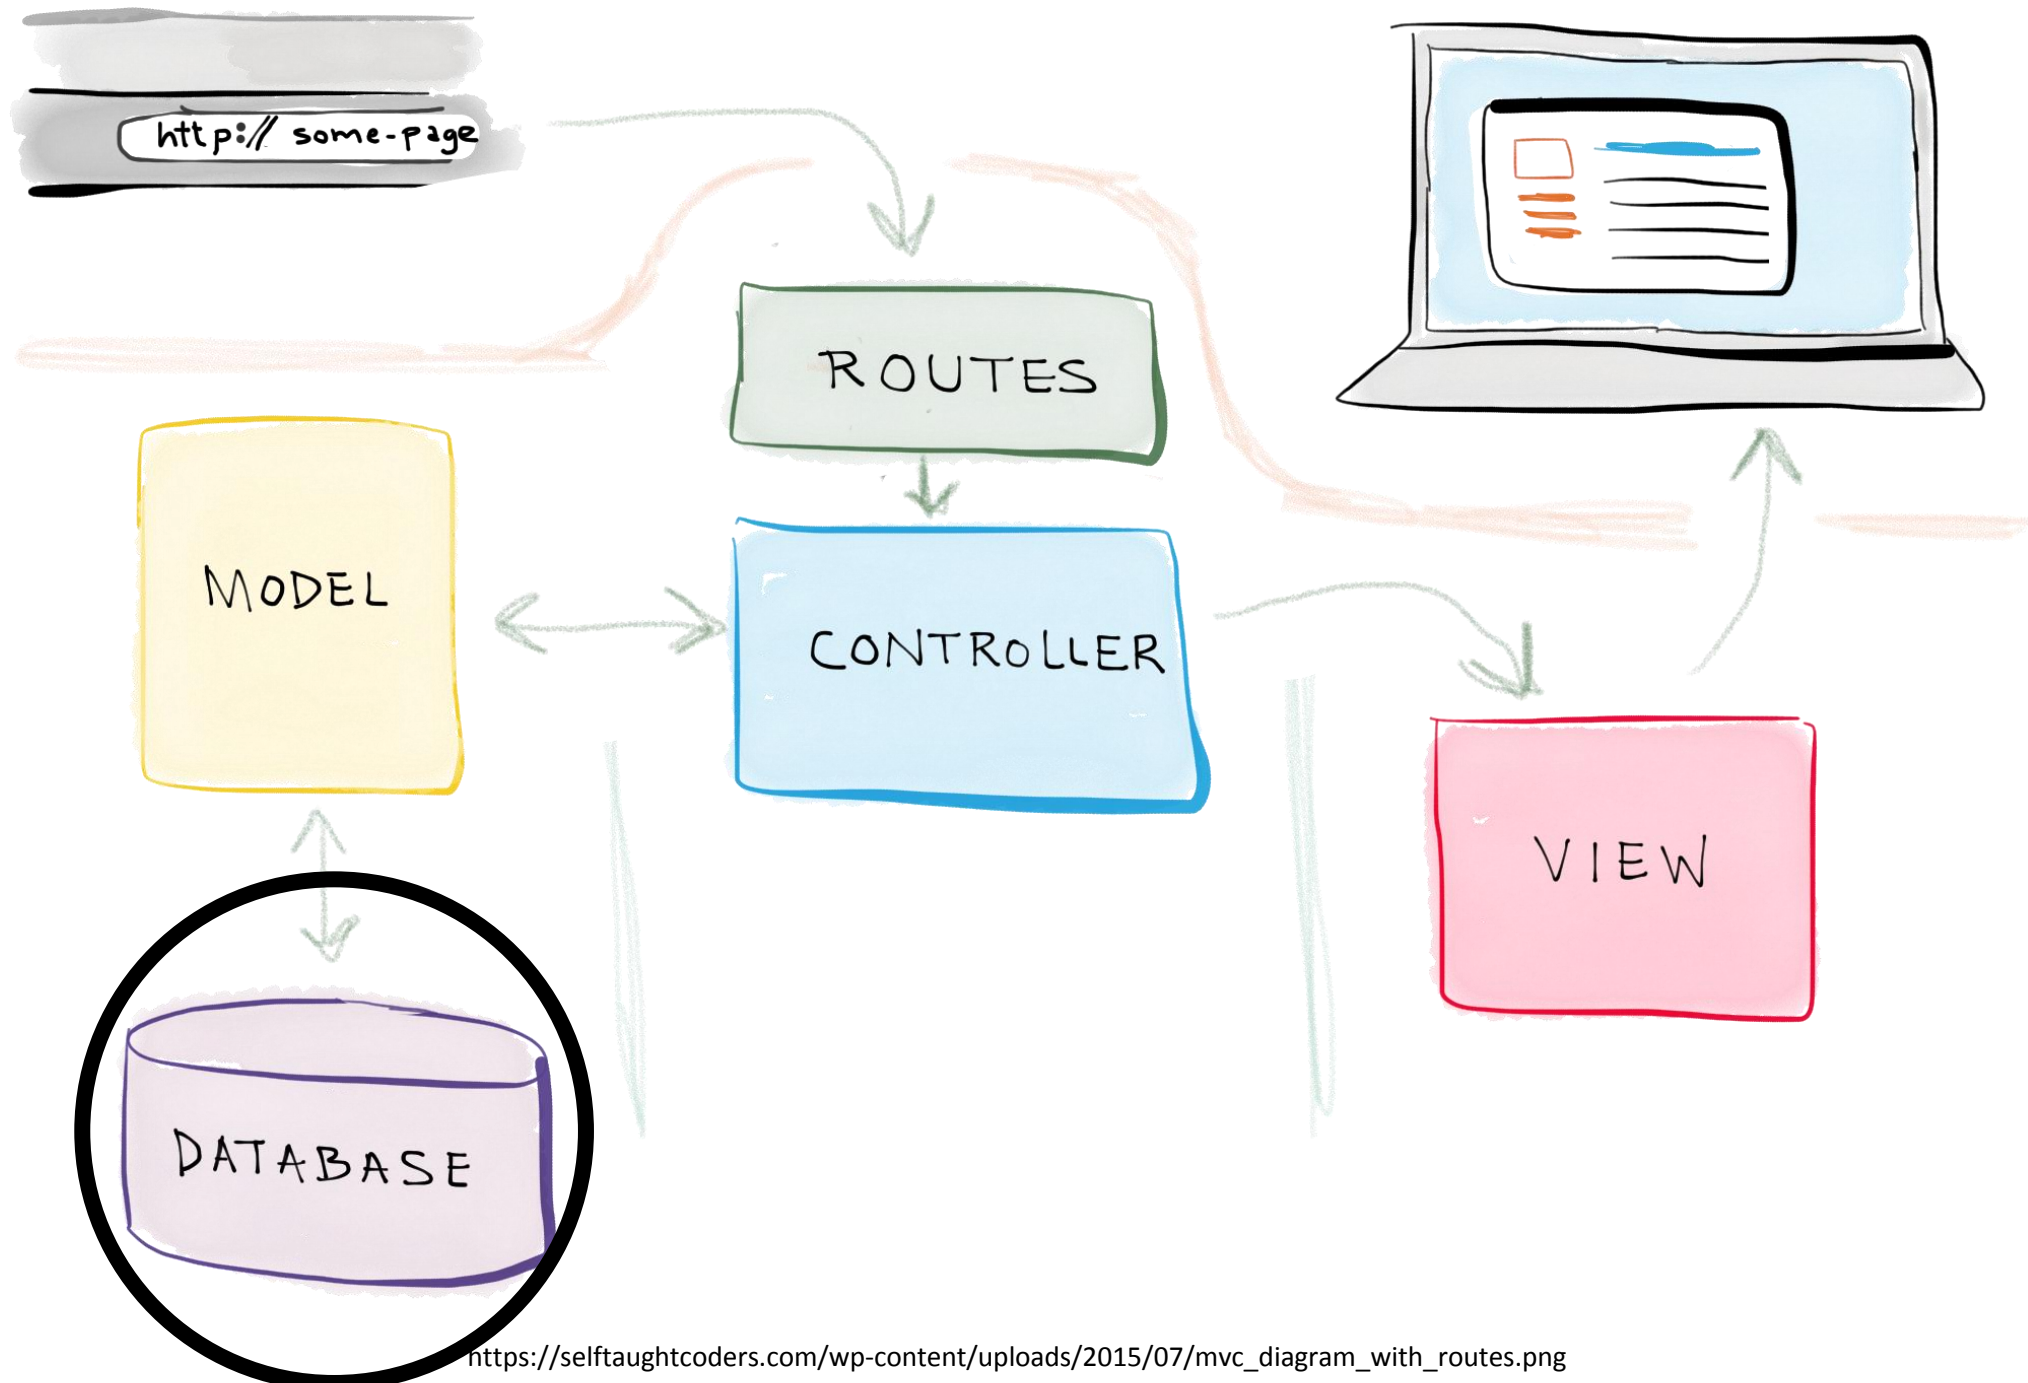 http:// some-page
ROUTES
MODEL
CONTROLLER
VIEW
DATABASE
https://selftaughtcoders.com/wp-content/uploads/2015/07/mvc_diagram_with_routes.png